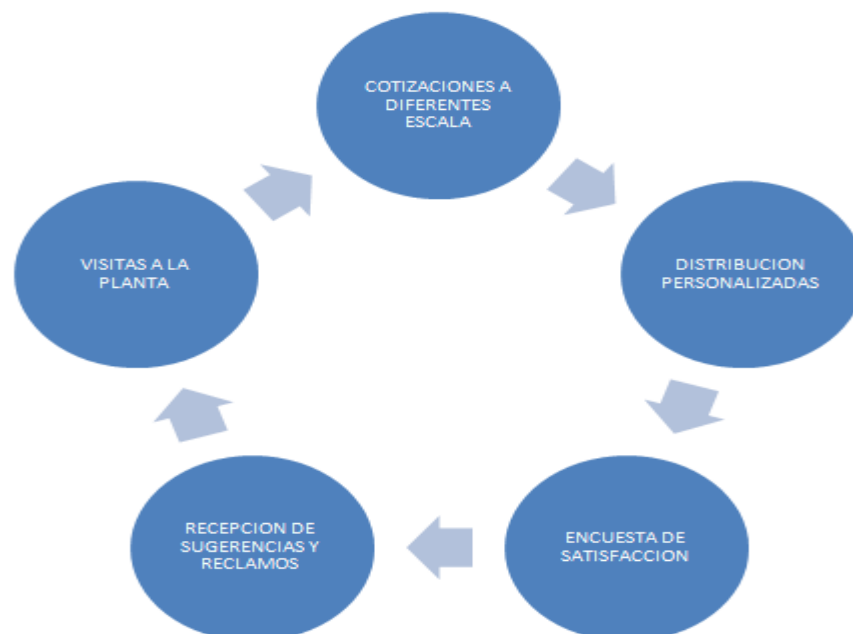 COTIZACIONES A
DIFERENTES
ESCALA
DISTRIBUCION
PERSONALIZADAS
ENCUESTA DE
SATISFACCION
RECEPCION DE
SUGERENCIAS Y
RECLAMOS
VISITAS A LA
PLANTA